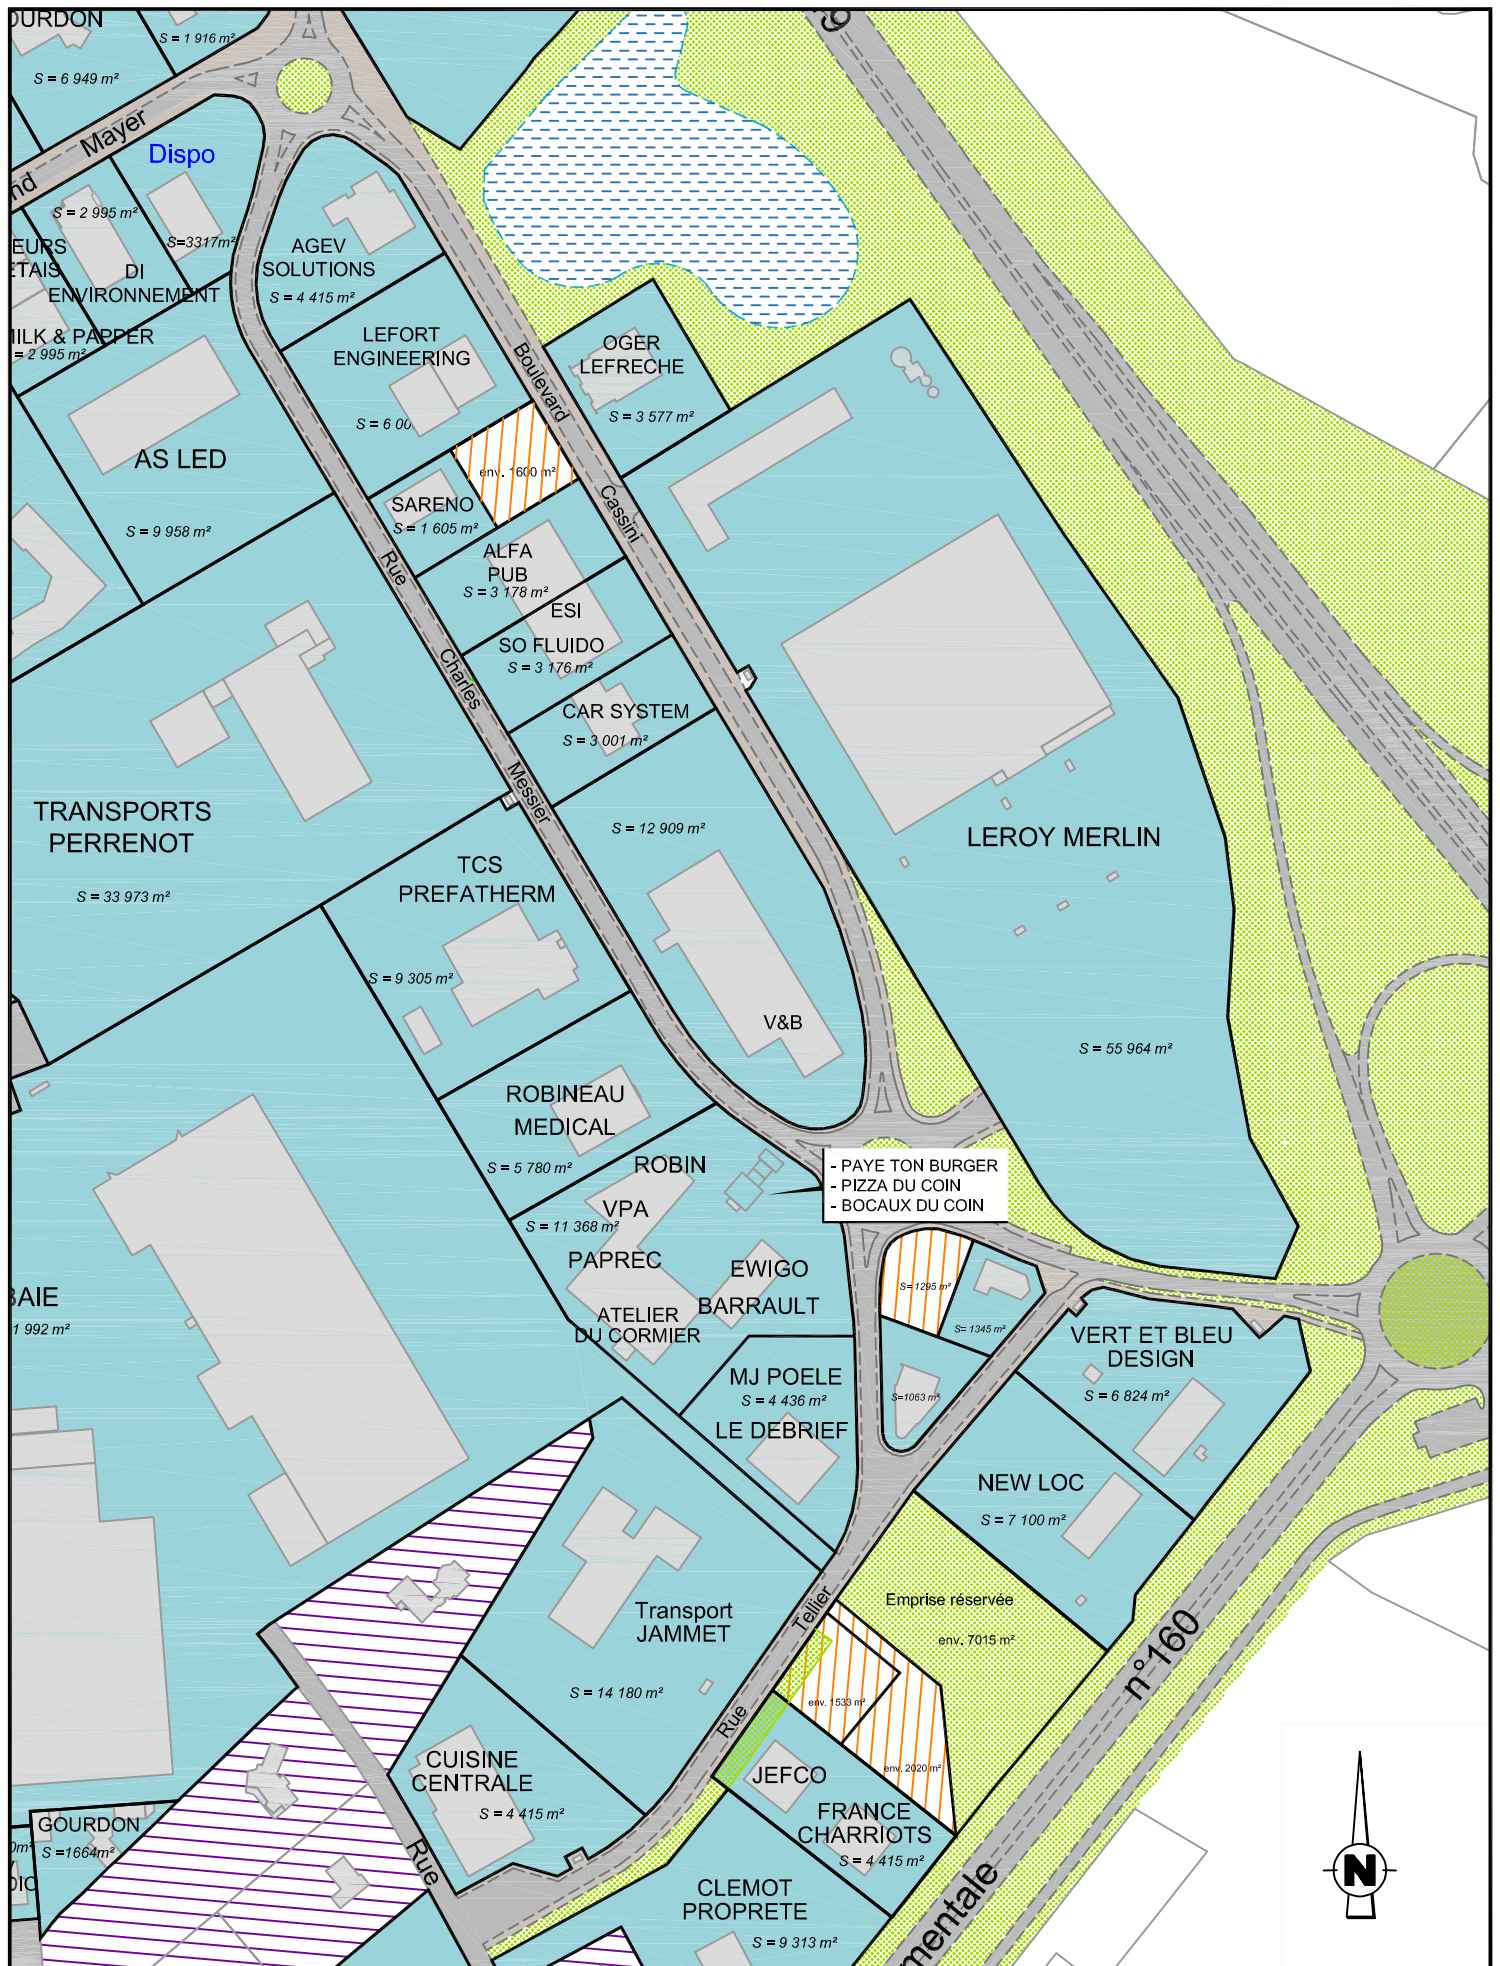 S = 1 916 m²
S = 6 949 m²
Mayer
Dispo
S = 2 995 m²
S=3317m²
DI
ENVIRONNEMENT
AGEV
SOLUTIONS
S = 4 415 m²
= 2 995 m²
LEFORT
ENGINEERING
S = 6 00
Boulevard
Cassini
OGER
LEFRECHE
S = 3 577 m²
AS LED
S = 9 958 m²
env. 1600 m²
SARENO
S = 1 605 m²
ALFA
PUB
S = 3 178 m²
ESI
SO FLUIDO
S = 3 176 m²
Rue
Charles
Messier
CAR SYSTEM
S = 3 001 m²
TRANSPORTS
PERRENOT
S = 33 973 m²
S = 12 909 m²
V&B
LEROY MERLIN
S = 55 964 m²
TCS
PREFATHERM
S = 9 305 m²
ROBINEAU
MEDICAL
S = 5 780 m²
ROBIN
VPA
S = 11 368 m²
PAPREC
EWIGO
BARRAULT
ATELIER
DU CORMIER
- PAYE TON BURGER
- PIZZA DU COIN
- BOCAUX DU COIN
S= 1295 m²
S= 1345 m²
S=1063 m²
BAIE
1 992 m²
MJ POELE
S = 4 436 m²
LE DEBRIEF
VERT ET BLEU
DESIGN
S = 6 824 m²
NEW LOC
S = 7 100 m²
Emprise réservée
env. 7015 m²
Transport
JAMMET
S = 14 180 m²
Rue
Tellier
env. 1533 m²
env. 2020 m²
n°160
mentale
CUISINE
CENTRALE
S = 4 415 m²
JEFCO
FRANCE
CHARRIOTS
S = 4 415 m²
GOURDON
S =1664m²
Rue
CLEMOT
PROPRETE
S = 9 313 m²
N